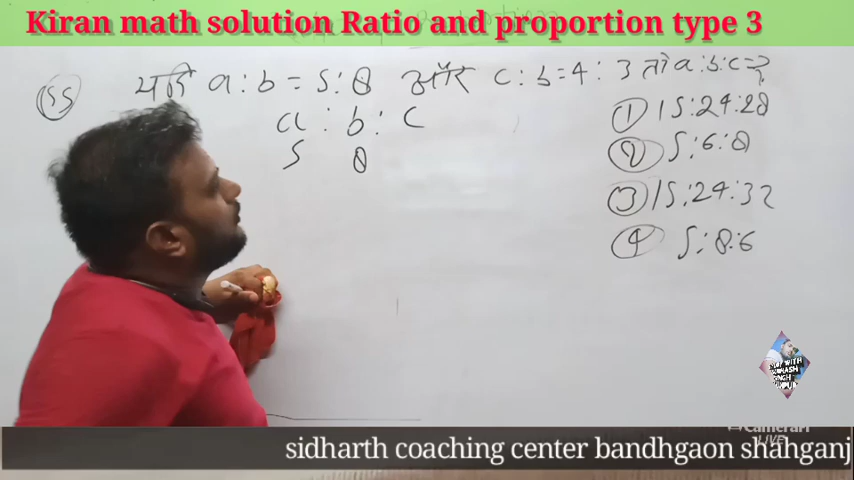 Kiran math solution Ratio and proportion type 3
(55) यदि a : b = 5 : 8 और c : b = 4 : 3 तो a : b : c = ?
a : b : c
5 8
(1) 15 : 24 : 28
(2) 5 : 6 : 8
(3) 15 : 24 : 32
(4) 5 : 8 : 6
LIVE
sidharth coaching center bandhgaon shahganj